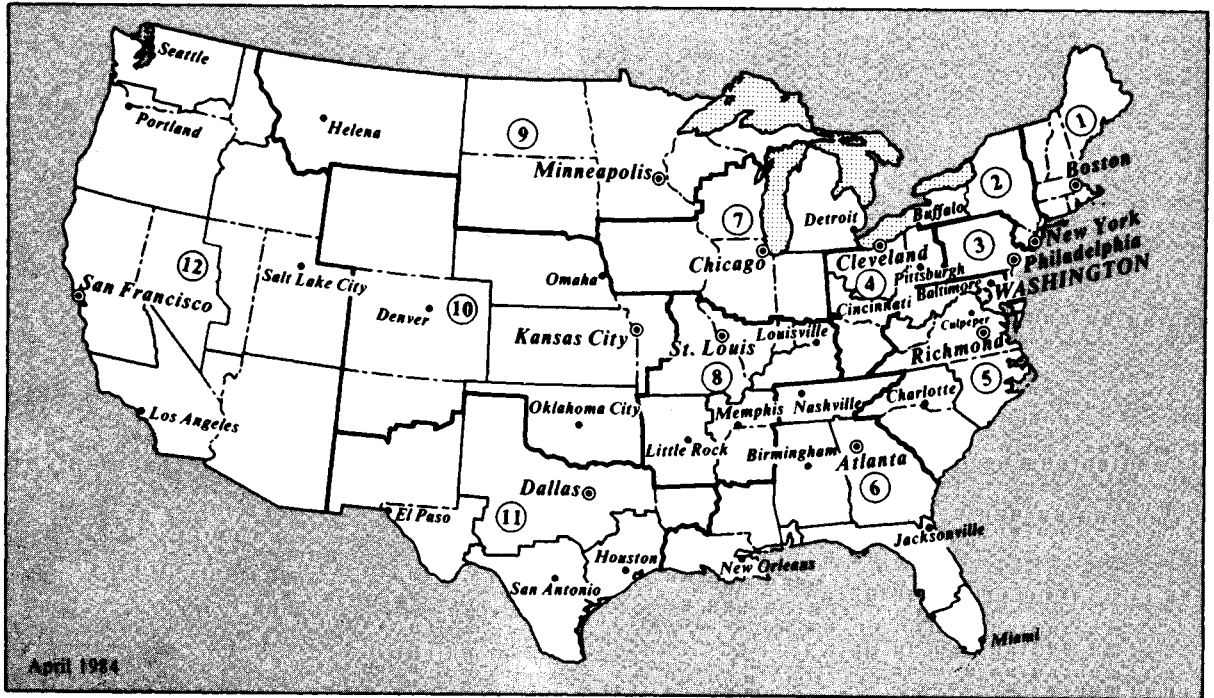 Seattle
Portland
Helena
9
Minneapolis
1
Boston
2
Buffalo
7
Detroit
New York
3
Philadelphia
Cleveland
Chicago
Pittsburgh
WASHINGTON
4
Baltimore
Cincinnati
12
Salt Lake City
San Francisco
Omaha
Denver
10
Kansas City
St. Louis
Louisville
Culpeper
Richmond
8
5
Los Angeles
Oklahoma City
Memphis
Nashville
Charlotte
Little Rock
Birmingham
Atlanta
6
Dallas
11
El Paso
Jacksonville
Houston
New Orleans
San Antonio
Miami
April 1984